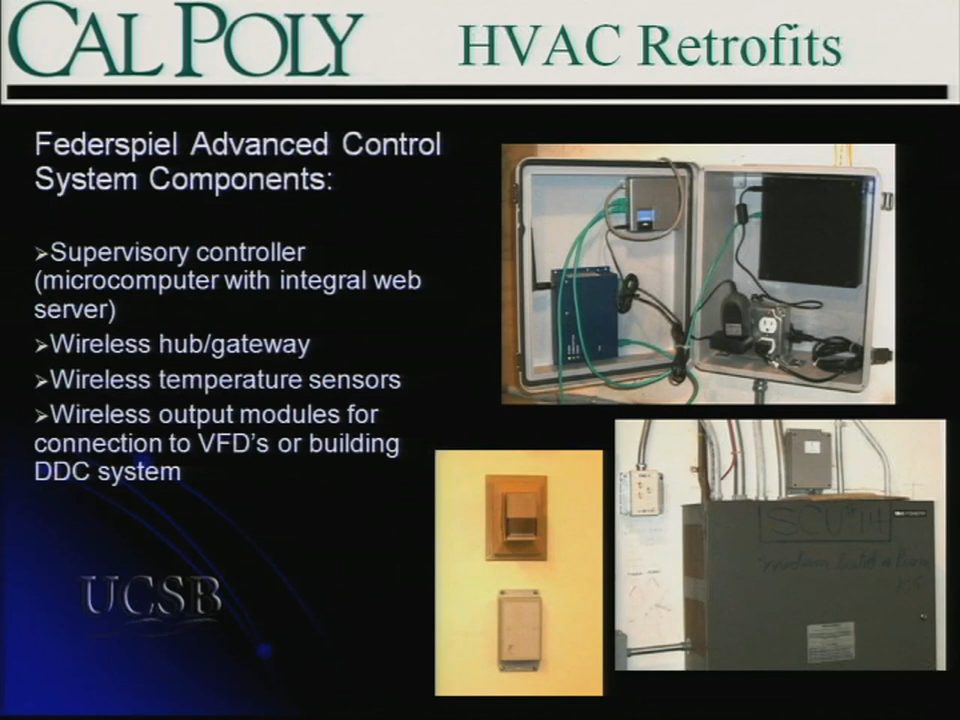 CAL POLY
HVAC Retrofits
Federspiel Advanced Control
System Components:
➢Supervisory controller
(microcomputer with integral web
server)
➢Wireless hub/gateway
➢Wireless temperature sensors
➢Wireless output modules for
connection to VFD's or building
DDC system
UCSB